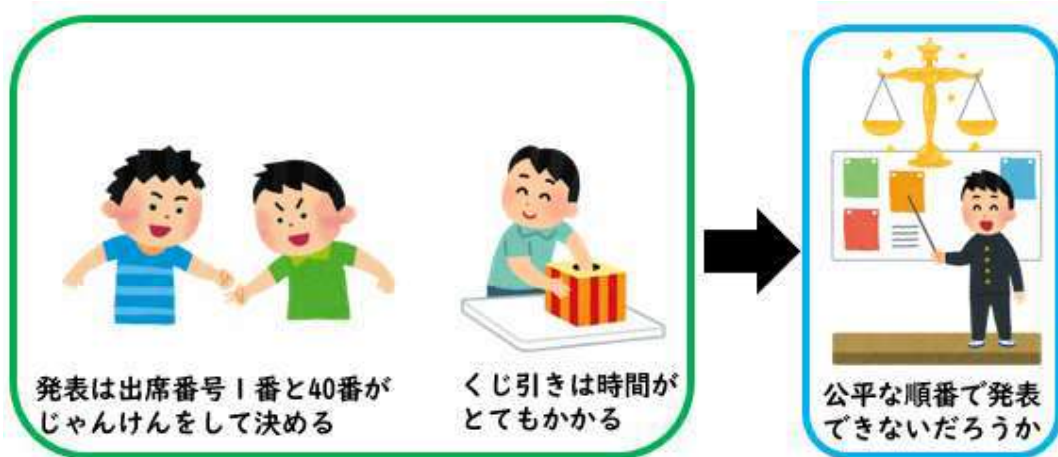 発表は出席番号1番と40番が
じゃんけんをして決める
くじ引きは時間が
とてもかかる
公平な順番で発表
できないだろうか